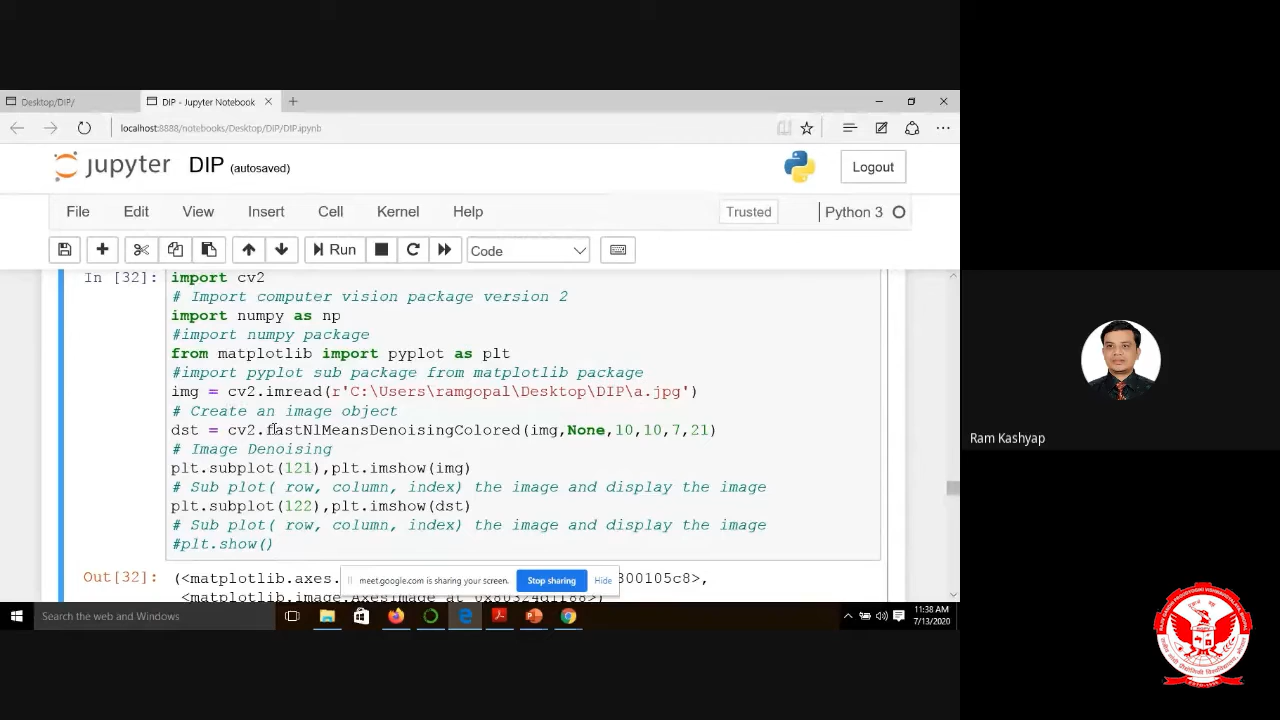 Desktop/DIP/
DIP - Jupyter Notebook
localhost:8888/notebooks/Desktop/DIP/DIP.ipynb
jupyter DIP (autosaved)
Logout
File Edit View Insert Cell Kernel Help
Trusted Python 3
Run Code
In [32]: import cv2
# Import computer vision package version 2
import numpy as np
#import numpy package
from matplotlib import pyplot as plt
#import pyplot sub package from matplotlib package
img = cv2.imread(r'C:\Users\ramgopal\Desktop\DIP\a.jpg')
# Create an image object
dst = cv2.fastNlMeansDenoisingColored(img,None,10,10,7,21)
# Image Denoising
plt.subplot(121),plt.imshow(img)
# Sub plot( row, column, index) the image and display the image
plt.subplot(122),plt.imshow(dst)
# Sub plot( row, column, index) the image and display the image
#plt.show()
Out[32]: (<matplotlib.axes. 300105c8>,
meet.google.com is sharing your screen. Stop sharing Hide
Search the web and Windows
11:38 AM
7/13/2020
Ram Kashyap